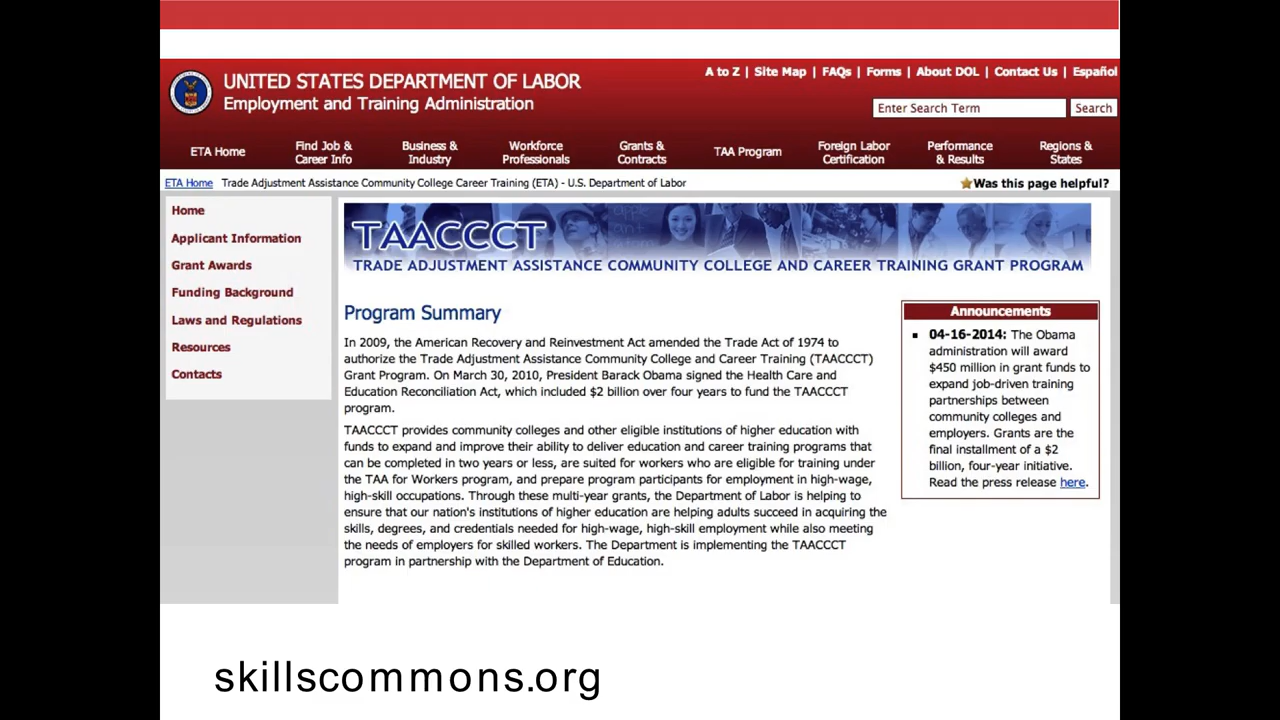 UNITED STATES DEPARTMENT OF LABOR
Employment and Training Administration
A to Z | Site Map | FAQs | Forms | About DOL | Contact Us | Español
Enter Search Term
Search
ETA Home
Find Job &
Career Info
Business &
Industry
Workforce
Professionals
Grants &
Contracts
TAA Program
Foreign Labor
Certification
Performance
& Results
Regions &
States
ETA Home Trade Adjustment Assistance Community College Career Training (ETA) - U.S. Department of Labor
Was this page helpful?
Home
Applicant Information
Grant Awards
Funding Background
Laws and Regulations
Resources
Contacts
TAACCCT
TRADE ADJUSTMENT ASSISTANCE COMMUNITY COLLEGE AND CAREER TRAINING GRANT PROGRAM
Program Summary
In 2009, the American Recovery and Reinvestment Act amended the Trade Act of 1974 to
authorize the Trade Adjustment Assistance Community College and Career Training (TAACCCT)
Grant Program. On March 30, 2010, President Barack Obama signed the Health Care and
Education Reconciliation Act, which included $2 billion over four years to fund the TAACCCT
program.
TAACCCT provides community colleges and other eligible institutions of higher education with
funds to expand and improve their ability to deliver education and career training programs that
can be completed in two years or less, are suited for workers who are eligible for training under
the TAA for Workers program, and prepare program participants for employment in high-wage,
high-skill occupations. Through these multi-year grants, the Department of Labor is helping to
ensure that our nation's institutions of higher education are helping adults succeed in acquiring the
skills, degrees, and credentials needed for high-wage, high-skill employment while also meeting
the needs of employers for skilled workers. The Department is implementing the TAACCCT
program in partnership with the Department of Education.
Announcements
04-16-2014: The Obama
administration will award
$450 million in grant funds to
expand job-driven training
partnerships between
community colleges and
employers. Grants are the
final installment of a $2
billion, four-year initiative.
Read the press release here.
skillscommons.org